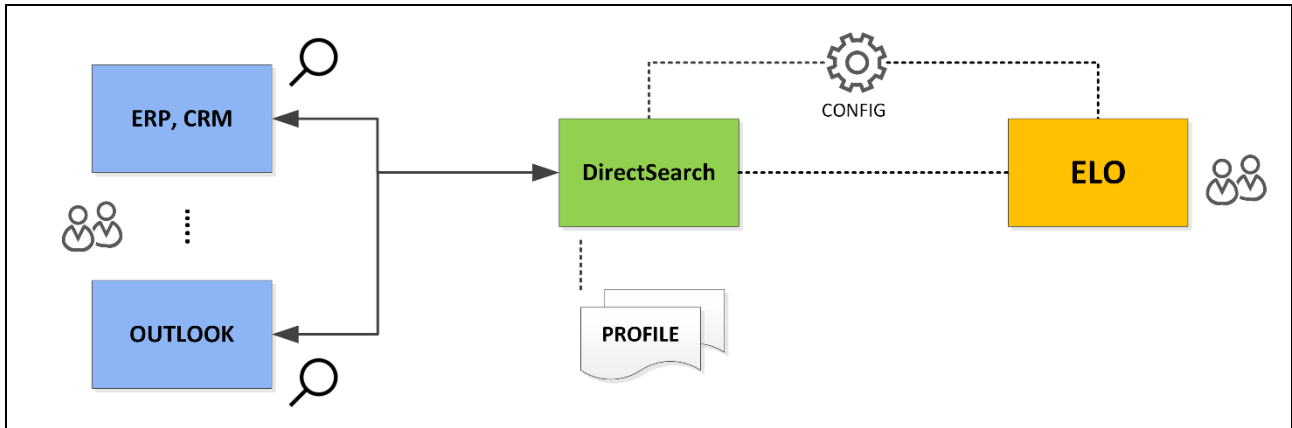 ERP, CRM
CONFIG
DirectSearch
ELO
OUTLOOK
PROFILE